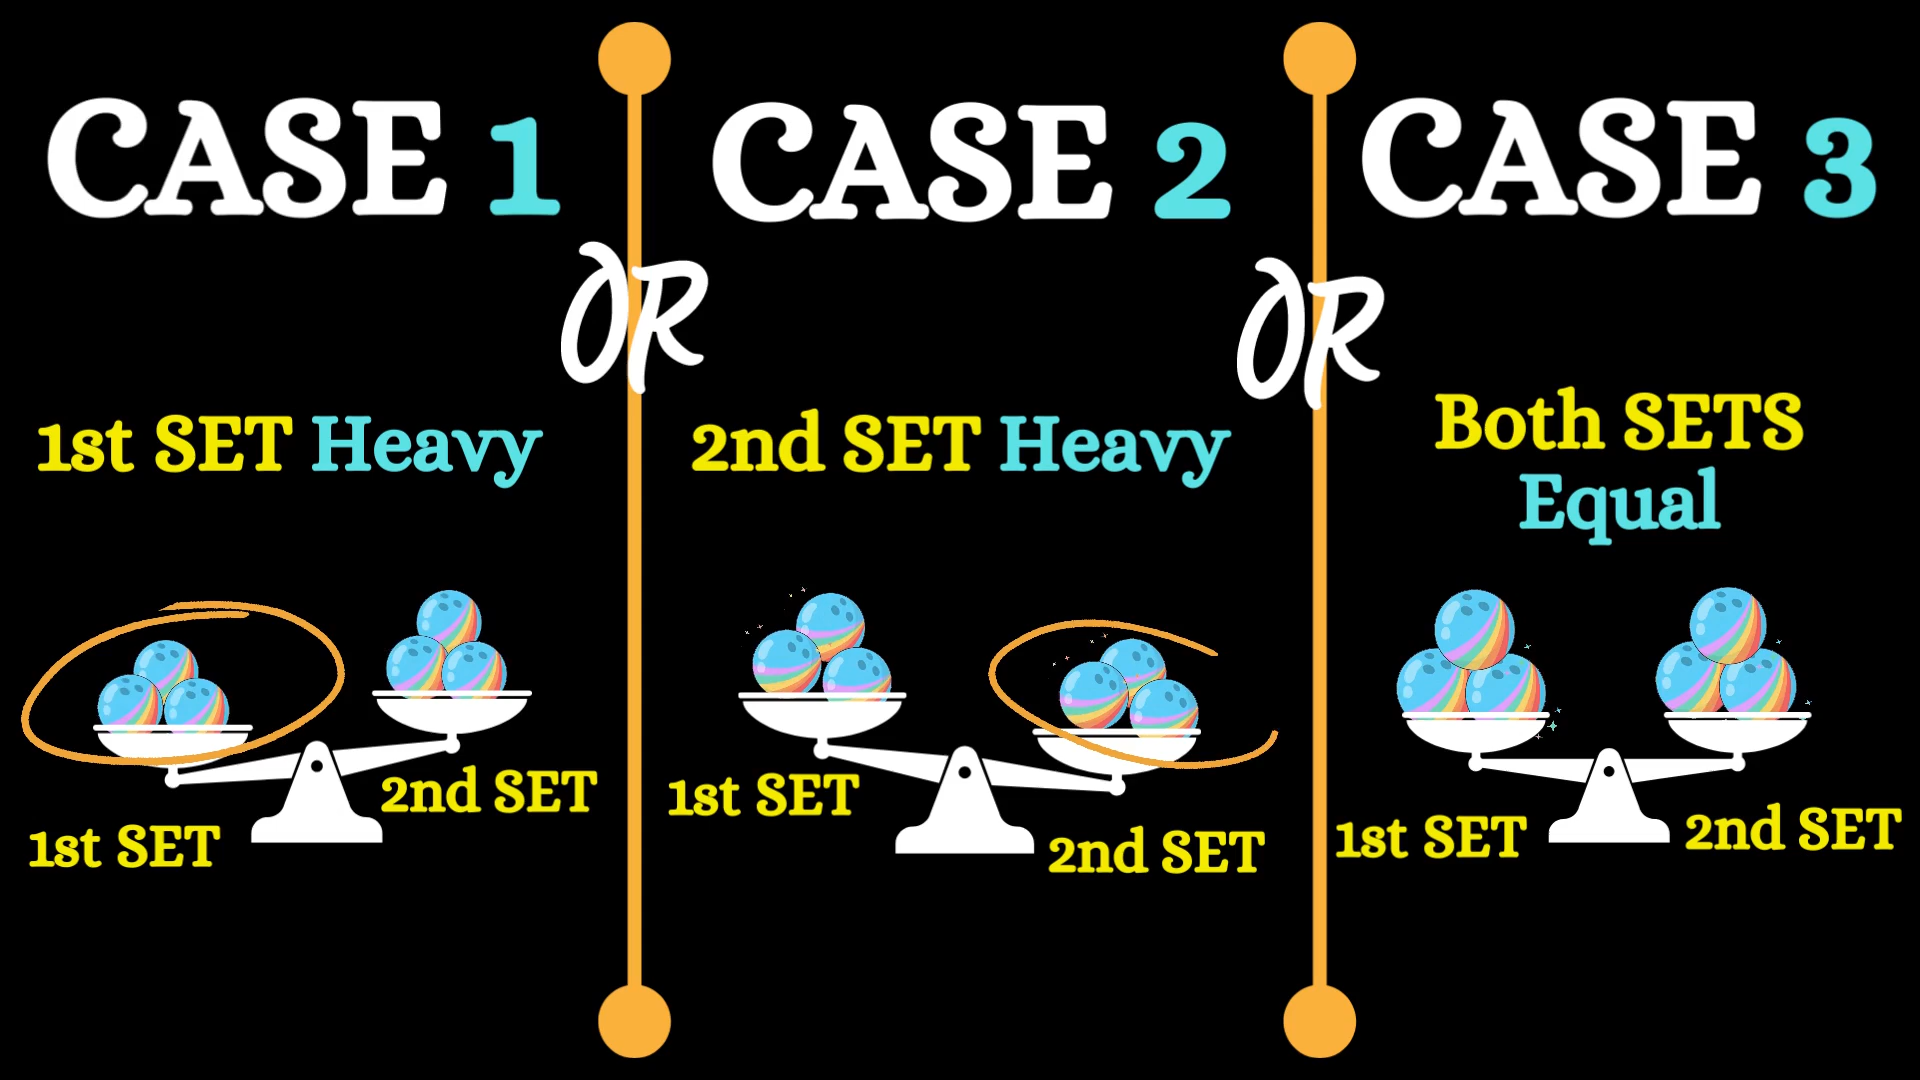 CASE 1
OR
CASE 2
OR
CASE 3
1st SET Heavy
2nd SET Heavy
Both SETS
Equal
1st SET
2nd SET
1st SET
2nd SET
1st SET
2nd SET